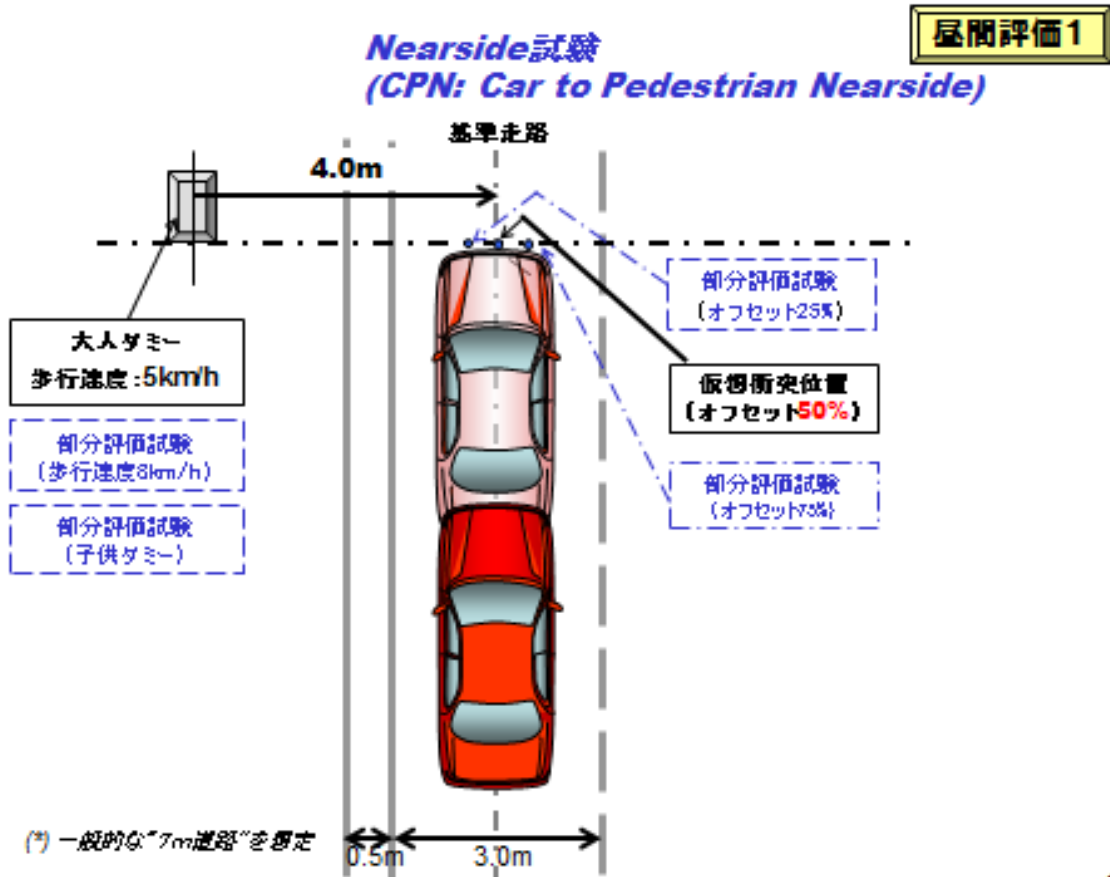 昼間評価1
Nearside試験
(CPN: Car to Pedestrian Nearside)
基準走路
4.0m
部分評価試験
(オフセット25%)
大人ダミー
歩行速度:5km/h
仮想衝突位置
(オフセット50%)
部分評価試験
(歩行速度8km/h)
部分評価試験
(オフセット75%)
部分評価試験
(子供ダミー)
(*) 一般的な"7m道路"を想定
0.5m
3.0m